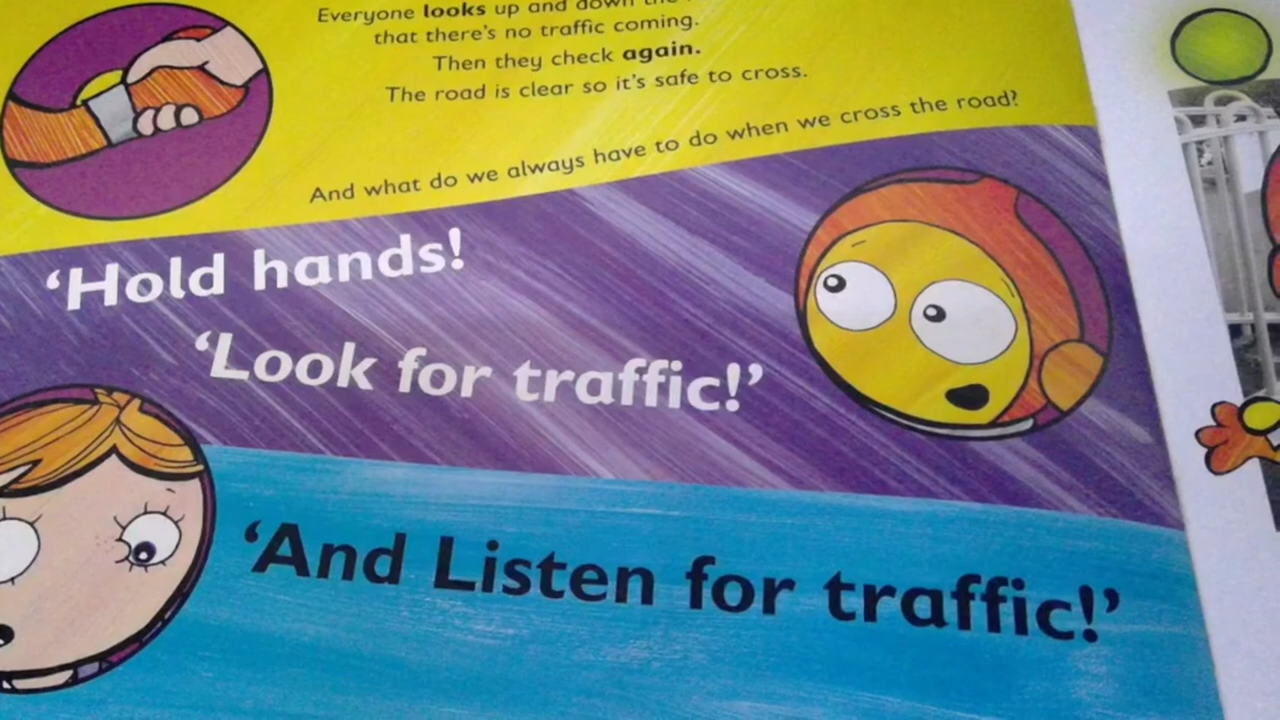 Everyone looks up and down the
that there's no traffic coming.
Then they check again.
The road is clear so it's safe to cross.
And what do we always have to do when we cross the road?
‘Hold hands!
‘Look for traffic!’
‘And Listen for traffic!’